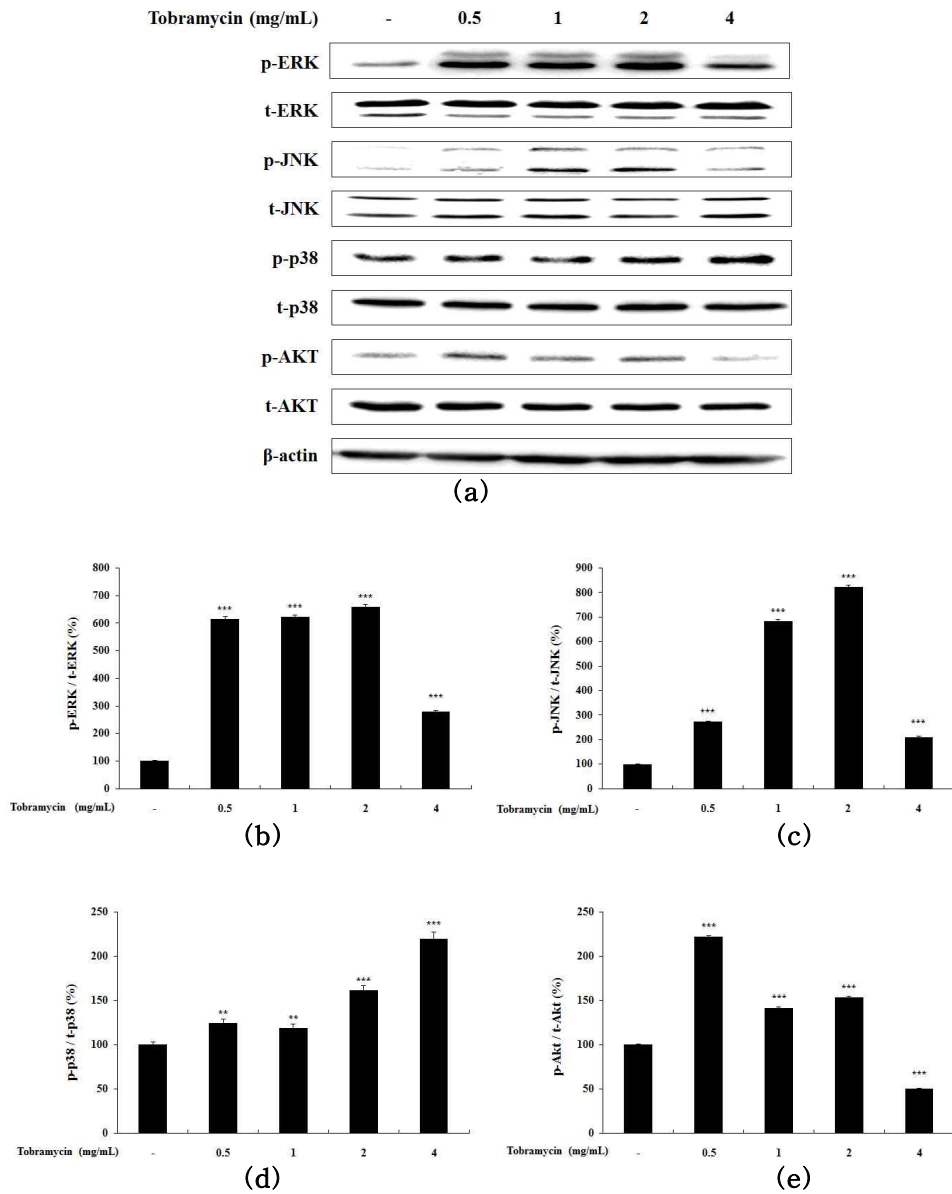 Tobramycin (mg/mL) - 0.5 1 2 4
p-ERK
t-ERK
p-JNK
t-JNK
p-p38
t-p38
p-AKT
t-AKT
β-actin
(a)
p-ERK / t-ERK (%)
800
700
600
500
400
300
200
100
0
*** *** *** ***
Tobramycin (mg/mL) - 0.5 1 2 4
(b)
p-JNK / t-JNK (%)
900
800
700
600
500
400
300
200
100
0
*** *** *** ***
Tobramycin (mg/mL) - 0.5 1 2 4
(c)
p-p38 / t-p38 (%)
250
200
150
100
50
0
** ** *** ***
Tobramycin (mg/mL) - 0.5 1 2 4
(d)
p-Akt / t-Akt (%)
250
200
150
100
50
0
*** *** *** ***
Tobramycin (mg/mL) - 0.5 1 2 4
(e)